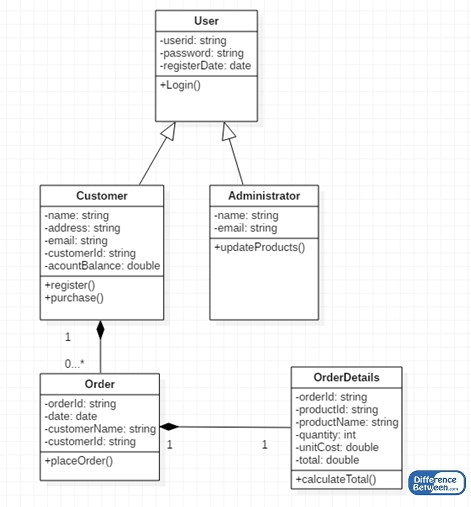 User
-userid: string
-password: string
-registerDate: date
+Login()
Customer
-name: string
-address: string
-email: string
-customerId: string
-acountBalance: double
+register()
+purchase()
Administrator
-name: string
-email: string
+updateProducts()
1
0...*
Order
-orderId: string
-date: date
-customerName: string
-customerId: string
+placeOrder()
1
1
OrderDetails
-orderId: string
-productId: string
-productName: string
-quantity: int
-unitCost: double
-total: double
+calculateTotal()
Difference
Between.com